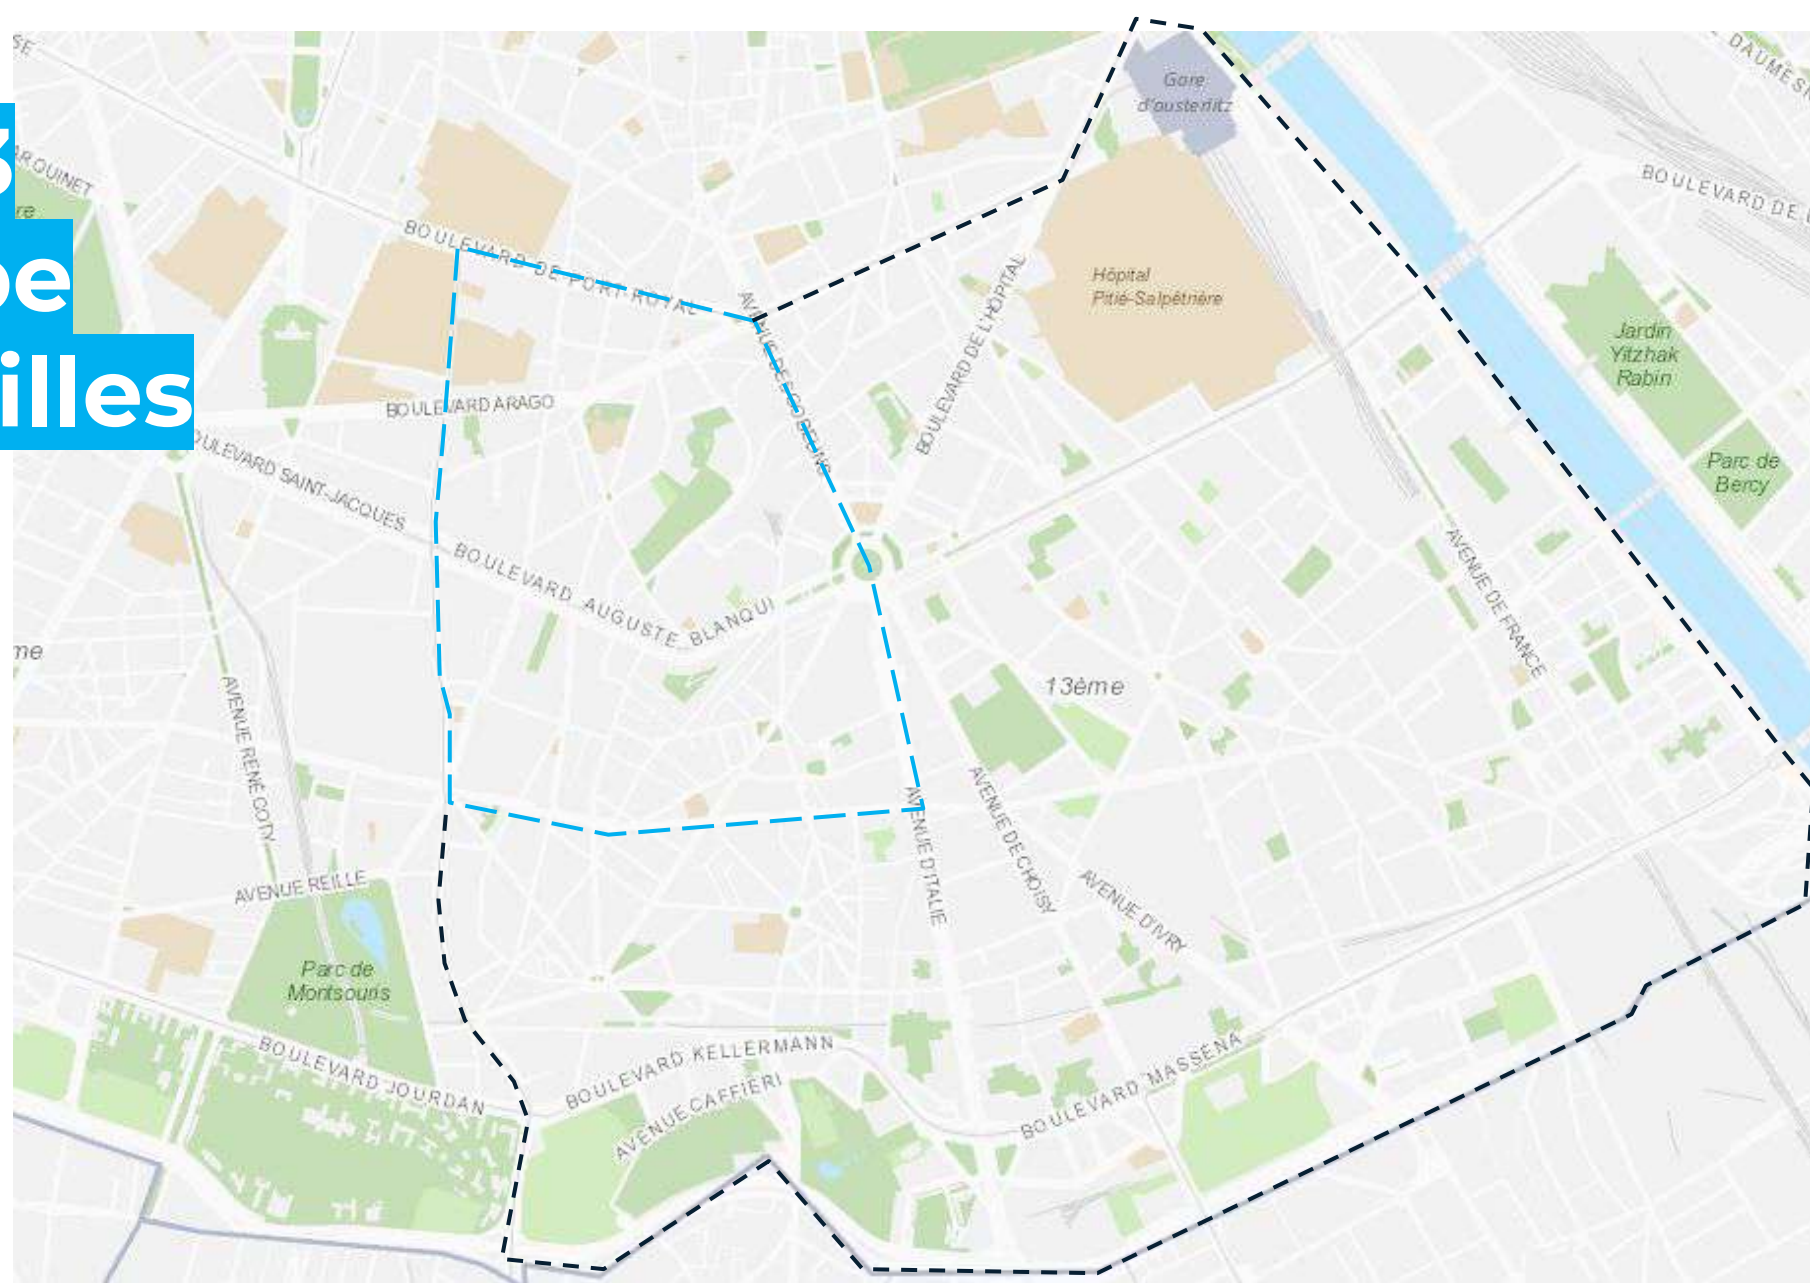 Gare
d'austerlitz
BOULEVARD DE
BOULEVARD DE PORT ROYAL
Hôpital
Pitié-Salpêtrière
BOULEVARD DE L'HÔPITAL
AVENUE DE GOBELINS
Jardin
Yitzhak
Rabin
illes
BOULEVARD ARAGO
BOULEVARD SAINT-JACQUES
Parc de
Bercy
AVENUE DE FRANCE
BOULEVARD AUGUSTE BLANQUI
13ème
AVENUE RENÉ COTY
AVENUE D'ITALIE
AVENUE DE CHOISY
AVENUE D'IVRY
AVENUE REILLE
Parc de
Montsouris
BOULEVARD JOURDAN
BOULEVARD KELLERMANN
AVENUE CAFFIERI
BOULEVARD MASSÉNA